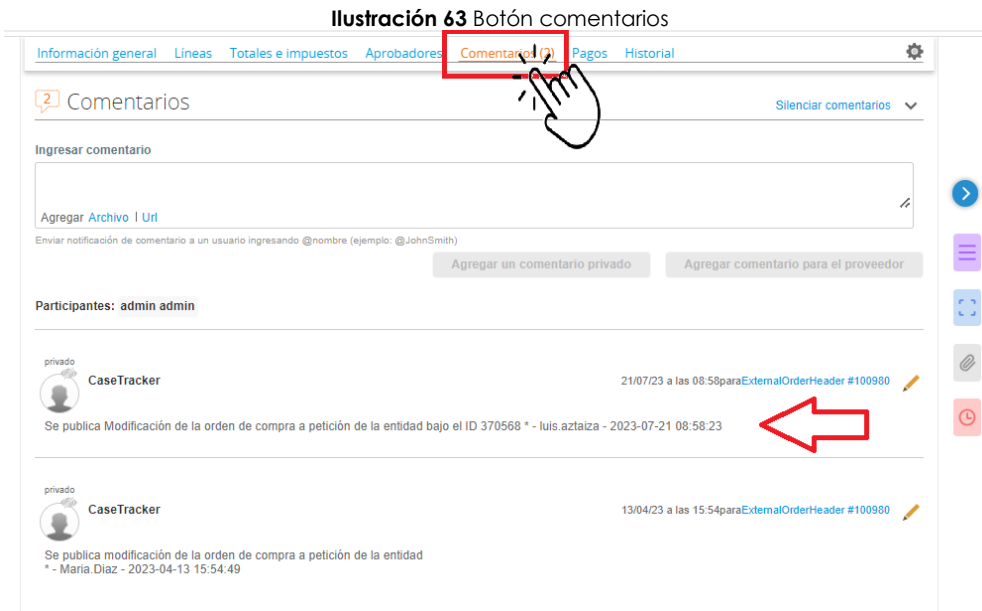 Ilustración 63 Botón comentarios
Información general Líneas Totales e impuestos Aprobadores Comentarios (2) Pagos Historial
2 Comentarios
Silenciar comentarios
Ingresar comentario
Agregar Archivo | Url
Enviar notificación de comentario a un usuario ingresando @nombre (ejemplo: @JohnSmith)
Agregar un comentario privado Agregar comentario para el proveedor
Participantes: admin admin
privado
CaseTracker 21/07/23 a las 08:58paraExternalOrderHeader #100980
Se publica Modificación de la orden de compra a petición de la entidad bajo el ID 370568 * - luis.aztaiza - 2023-07-21 08:58:23
privado
CaseTracker 13/04/23 a las 15:54paraExternalOrderHeader #100980
Se publica modificación de la orden de compra a petición de la entidad
* - Maria.Diaz - 2023-04-13 15:54:49